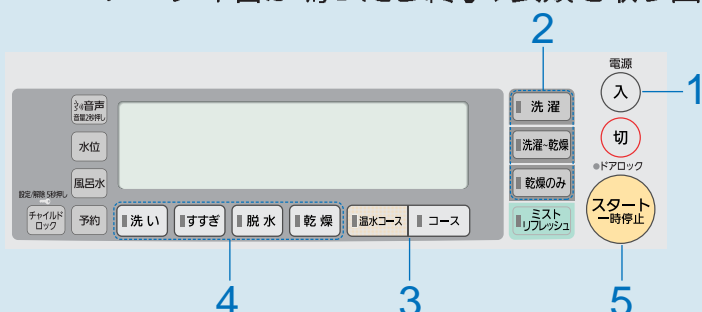 2
電源
入
1
切
ドアロック
スタート
一時停止
5
音声
音量2秒押し
水位
風呂水
設定/解除 5秒押し
チャイルド
ロック
予約
洗い
すすぎ
脱水
乾燥
4
温水コース
コース
3
洗濯
洗濯~乾燥
乾燥のみ
ミスト
リフレッシュ